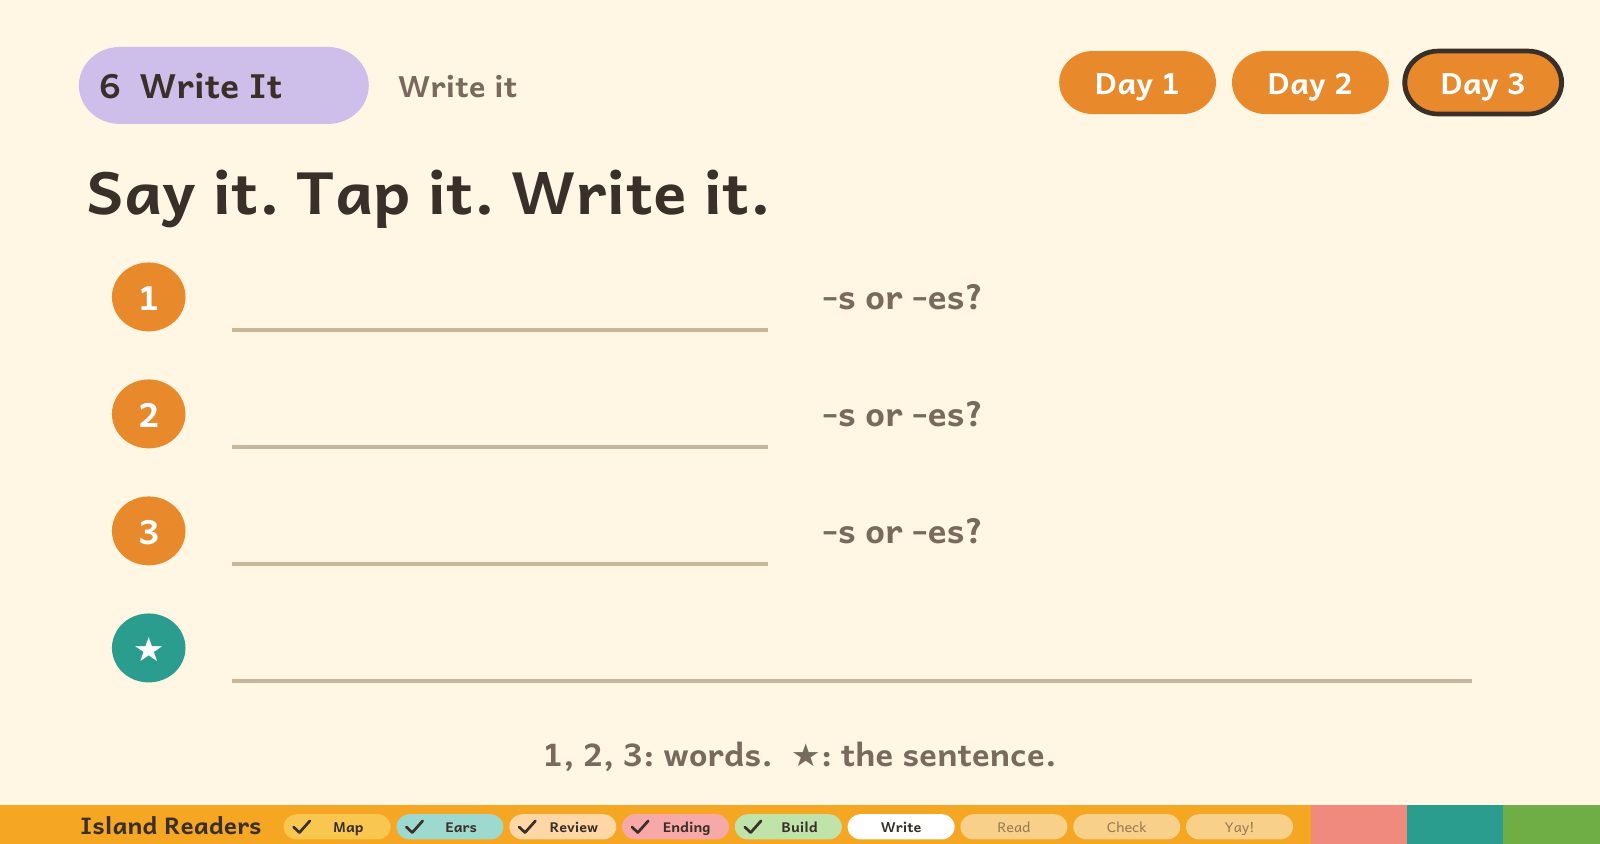 6 Write It
Write it
Day 1
Day 2
Day 3
Say it. Tap it. Write it.
1
-s or -es?
2
-s or -es?
3
-s or -es?
★
1, 2, 3: words. ★: the sentence.
Island Readers
✓ Map
✓ Ears
✓ Review
✓ Ending
✓ Build
Write
Read
Check
Yay!